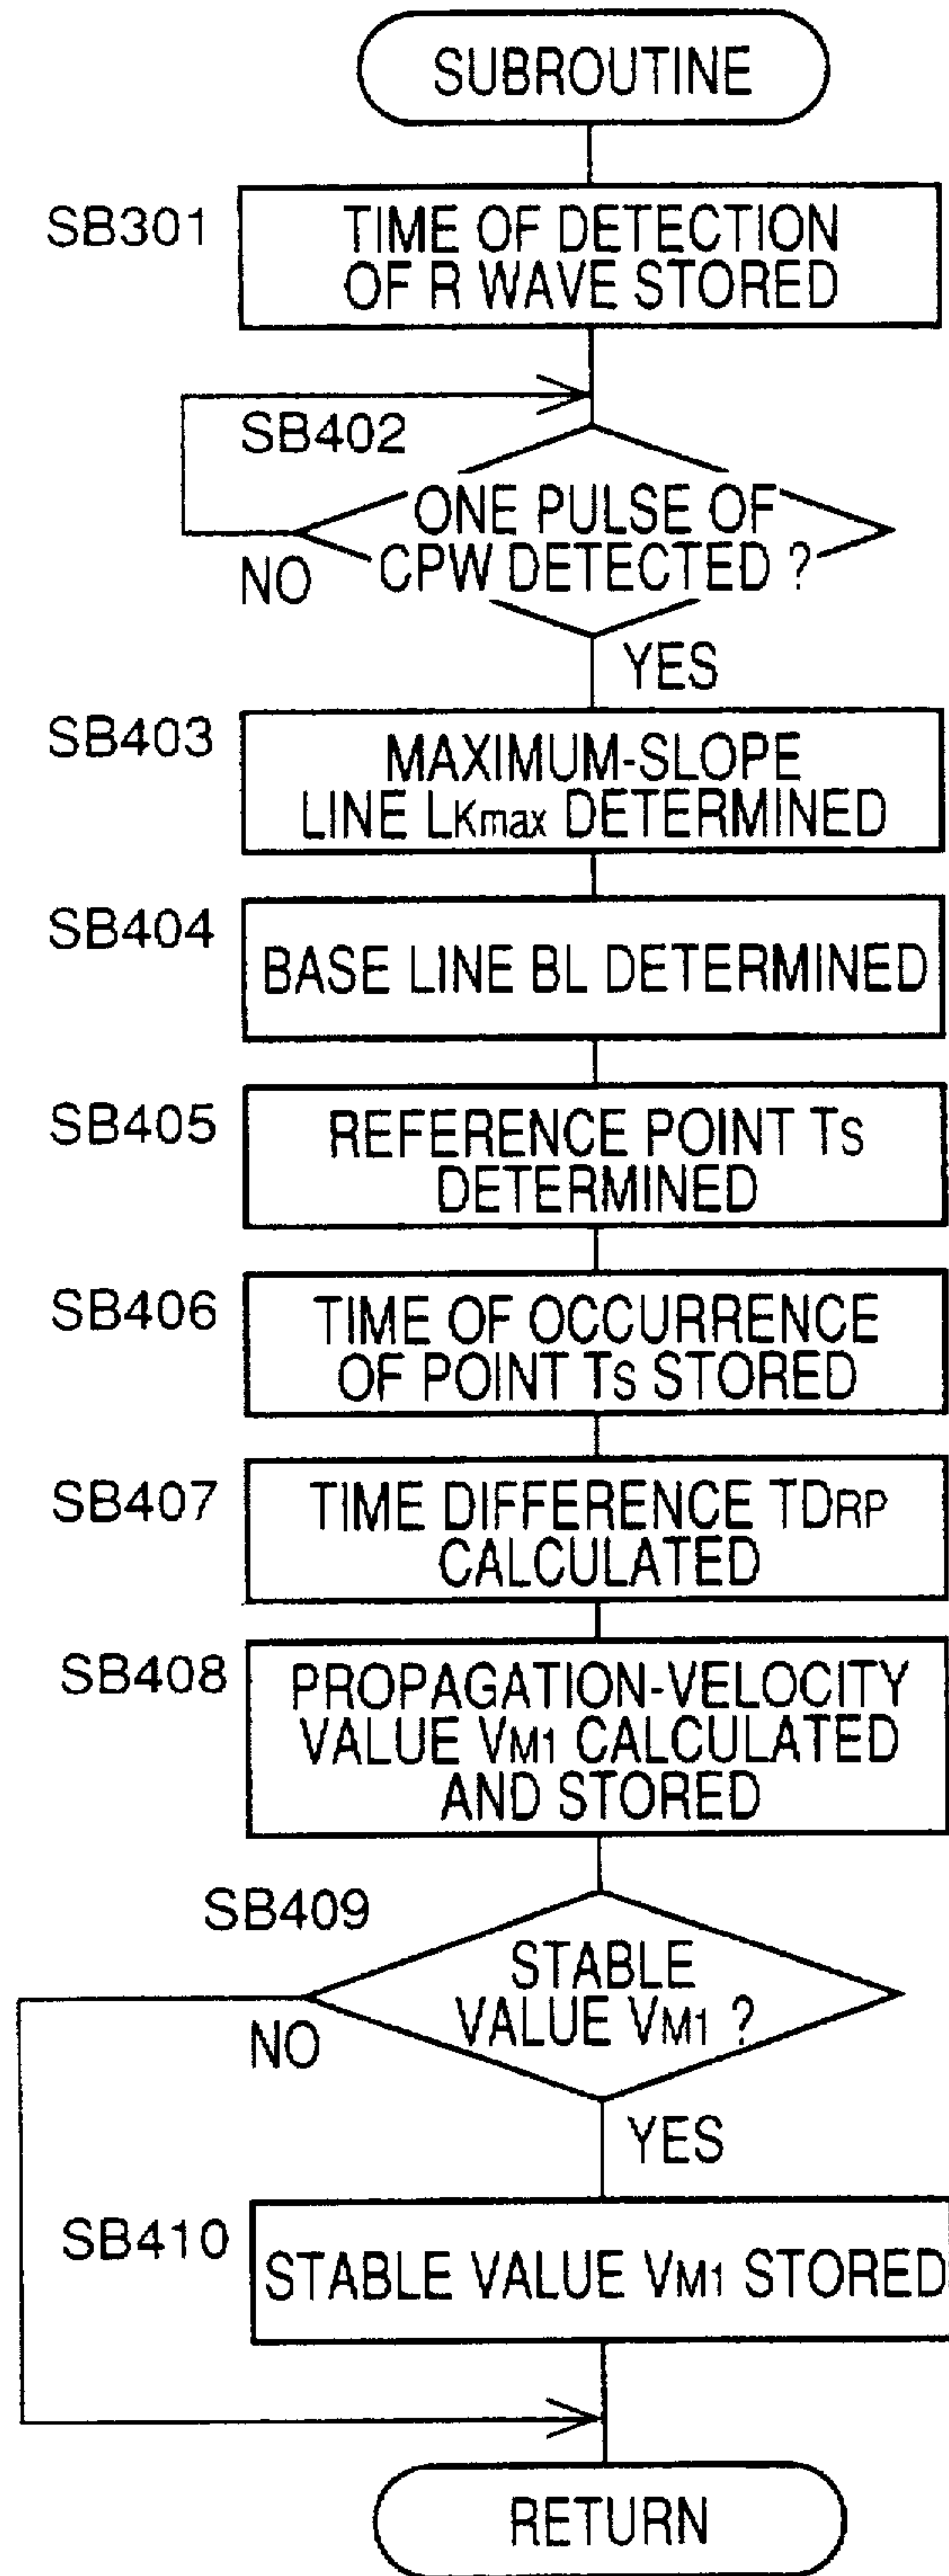 SUBROUTINE
SB301
TIME OF DETECTION
OF R WAVE STORED
SB402
ONE PULSE OF
CPW DETECTED ?
NO
YES
SB403
MAXIMUM-SLOPE
LINE LKmax DETERMINED
SB404
BASE LINE BL DETERMINED
SB405
REFERENCE POINT TS
DETERMINED
SB406
TIME OF OCCURRENCE
OF POINT TS STORED
SB407
TIME DIFFERENCE TDRP
CALCULATED
SB408
PROPAGATION-VELOCITY
VALUE VM1 CALCULATED
AND STORED
SB409
STABLE
VALUE VM1 ?
NO
YES
SB410
STABLE VALUE VM1 STORED
RETURN